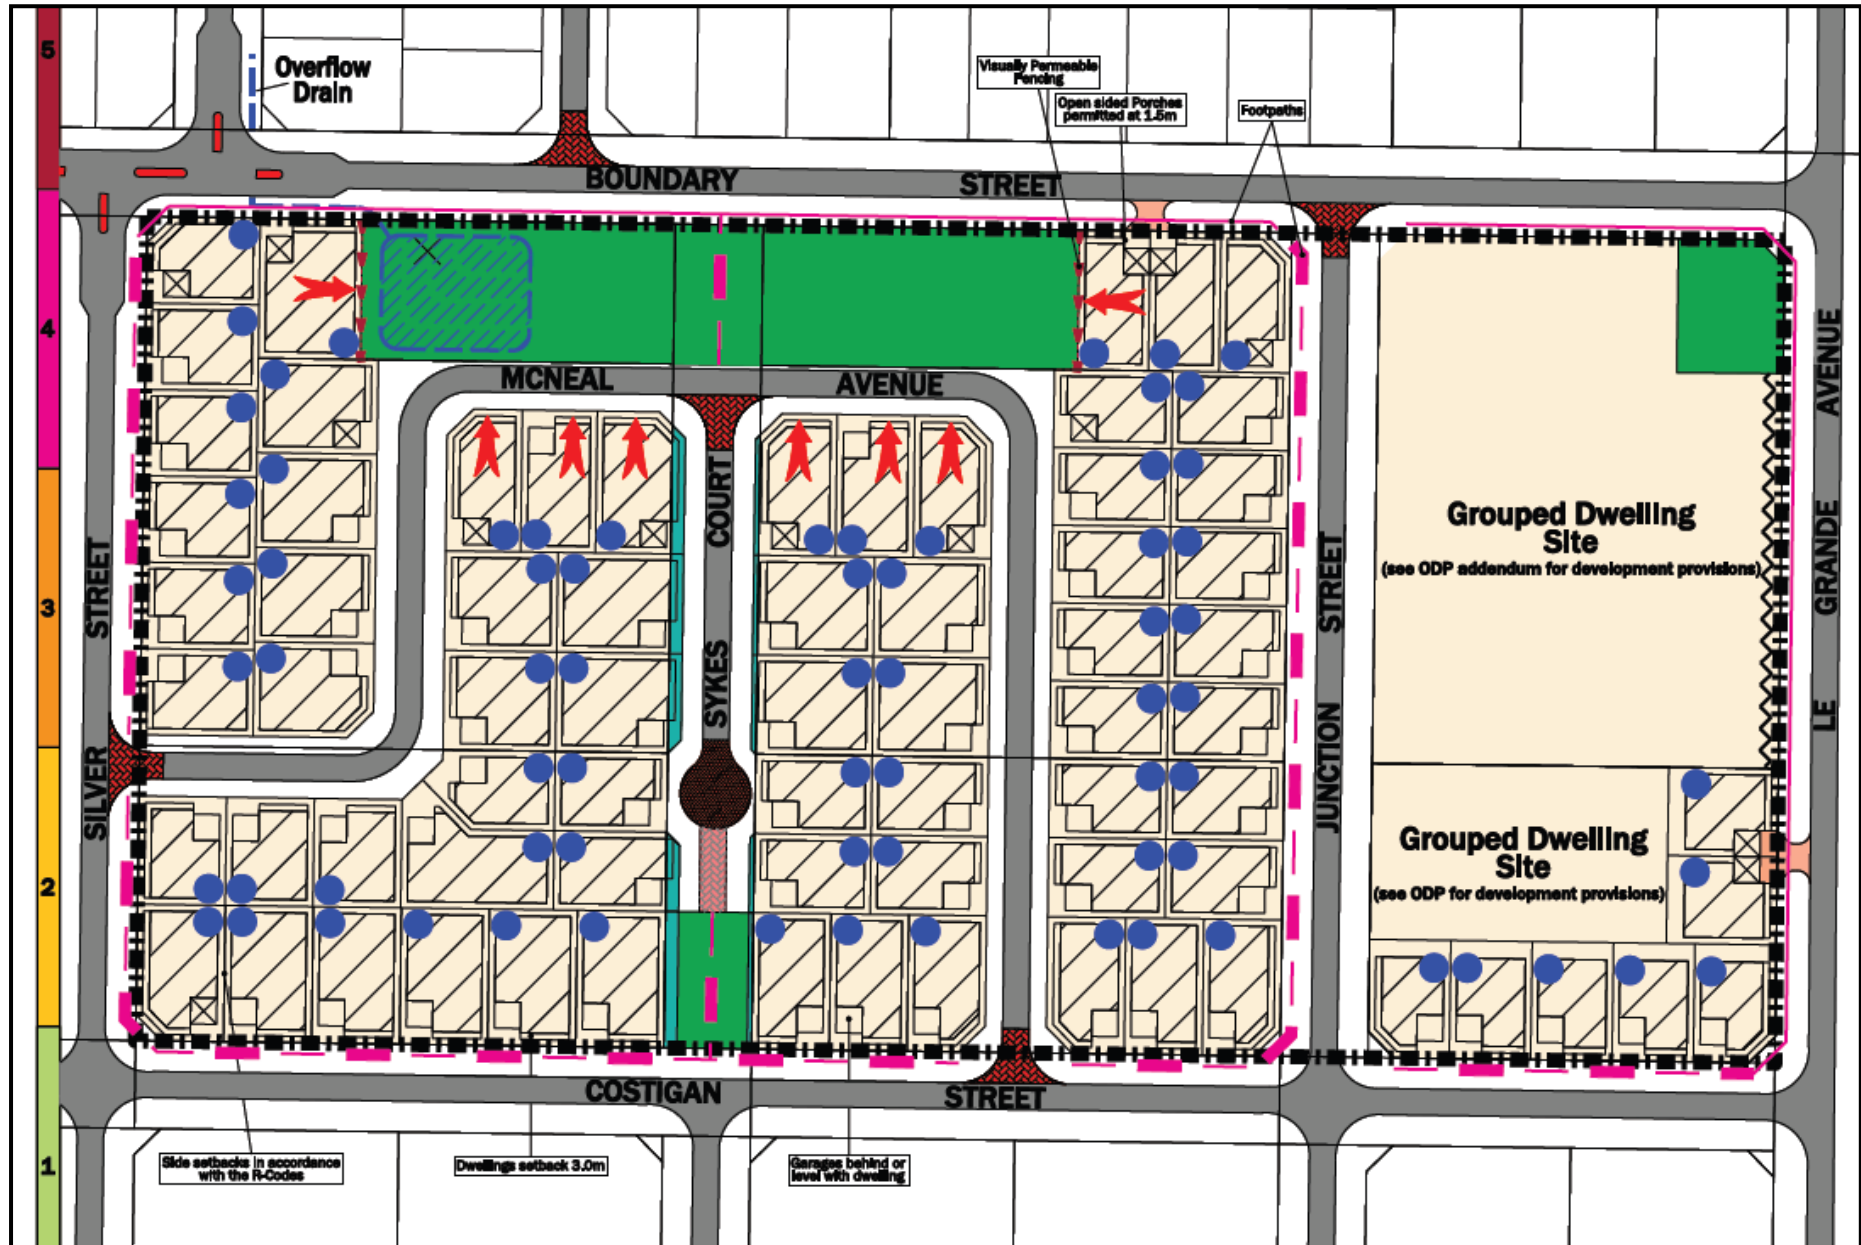 5
Overflow
Drain
Visually Permeable
Fencing
Open sided Porches
permitted at 1.5m
Footpaths
BOUNDARY STREET
4
MCNEAL AVENUE
SYKES COURT
SILVER STREET
JUNCTION STREET
LE GRANDE AVENUE
Grouped Dwelling
Site
(see ODP addendum for development provisions)
3
Grouped Dwelling
Site
(see ODP for development provisions)
2
COSTIGAN STREET
1
Side setbacks in accordance
with the R-Codes
Dwellings setback 3.0m
Garages behind or
level with dwelling